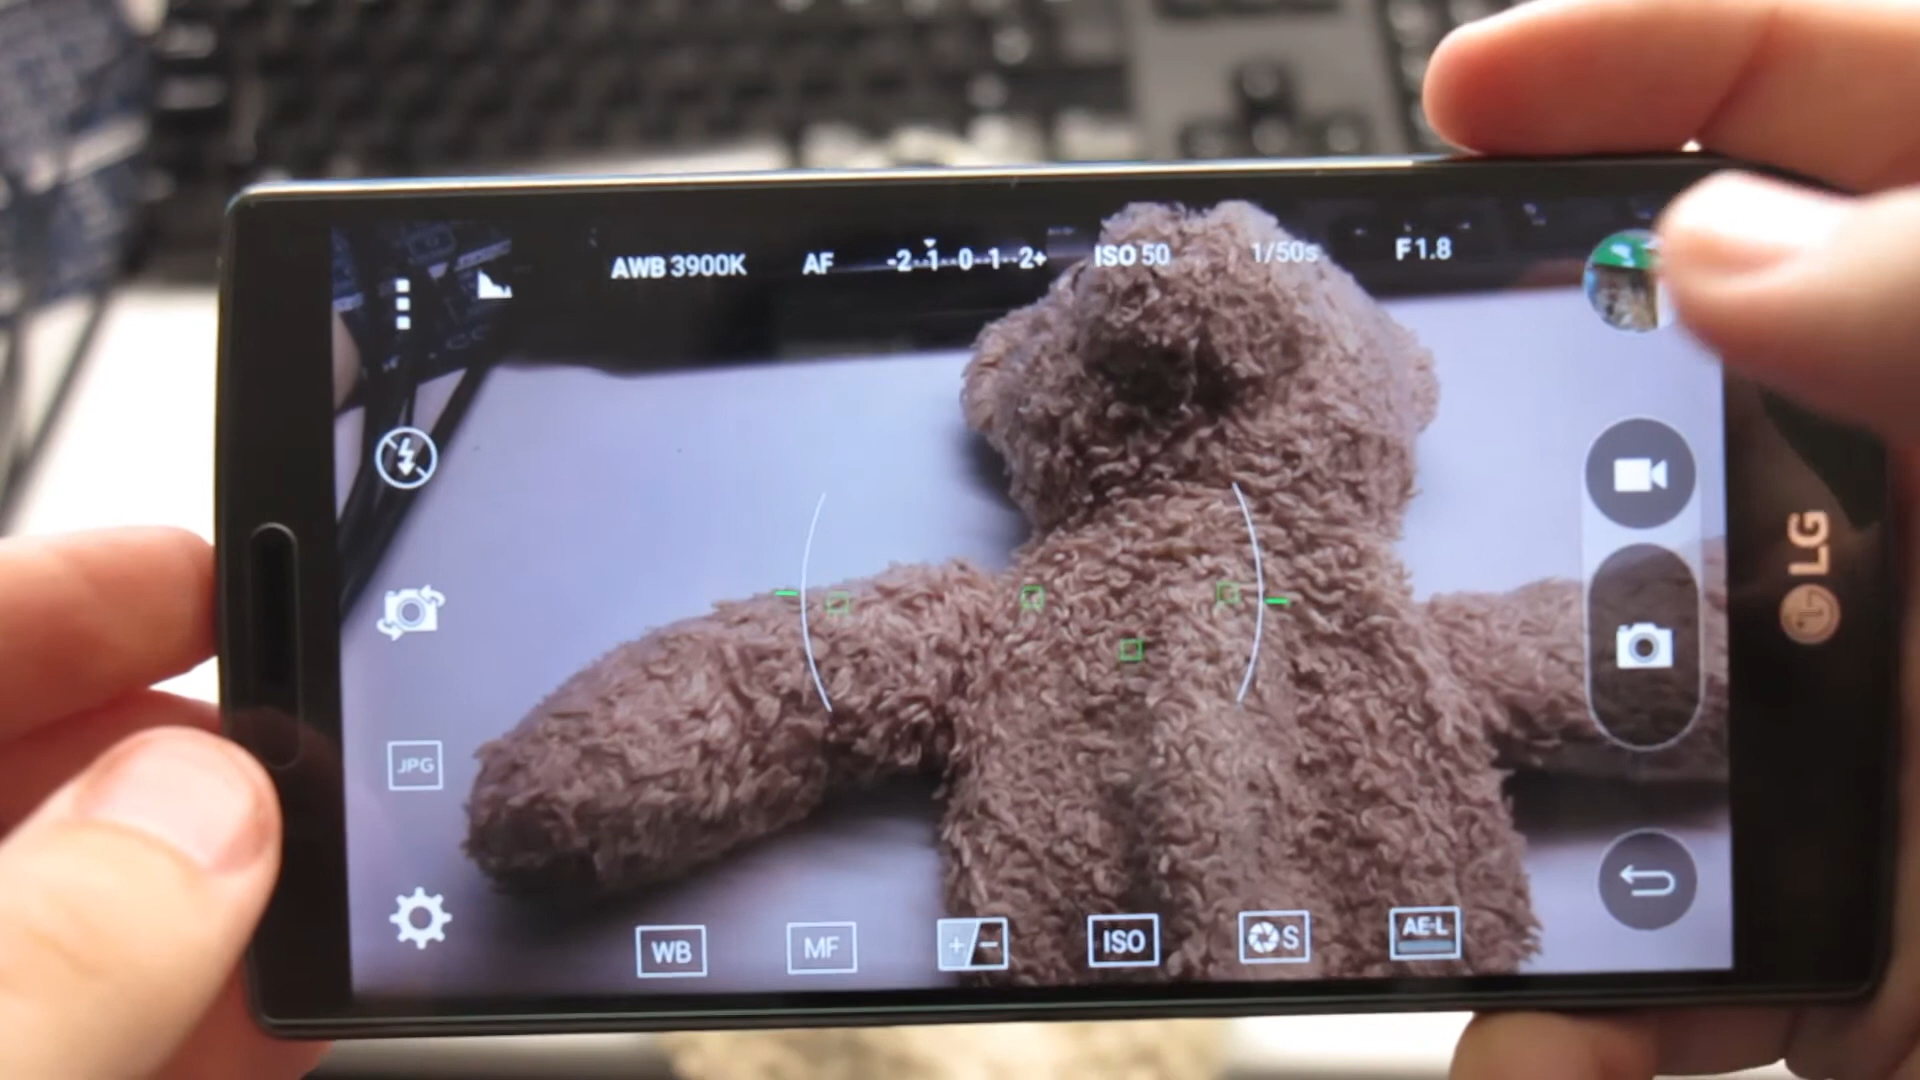 AWB 3900K AF -2··1··0··1··2+ ISO 50 1/50s F1.8
JPG
WB MF +/- ISO S AE-L
LG